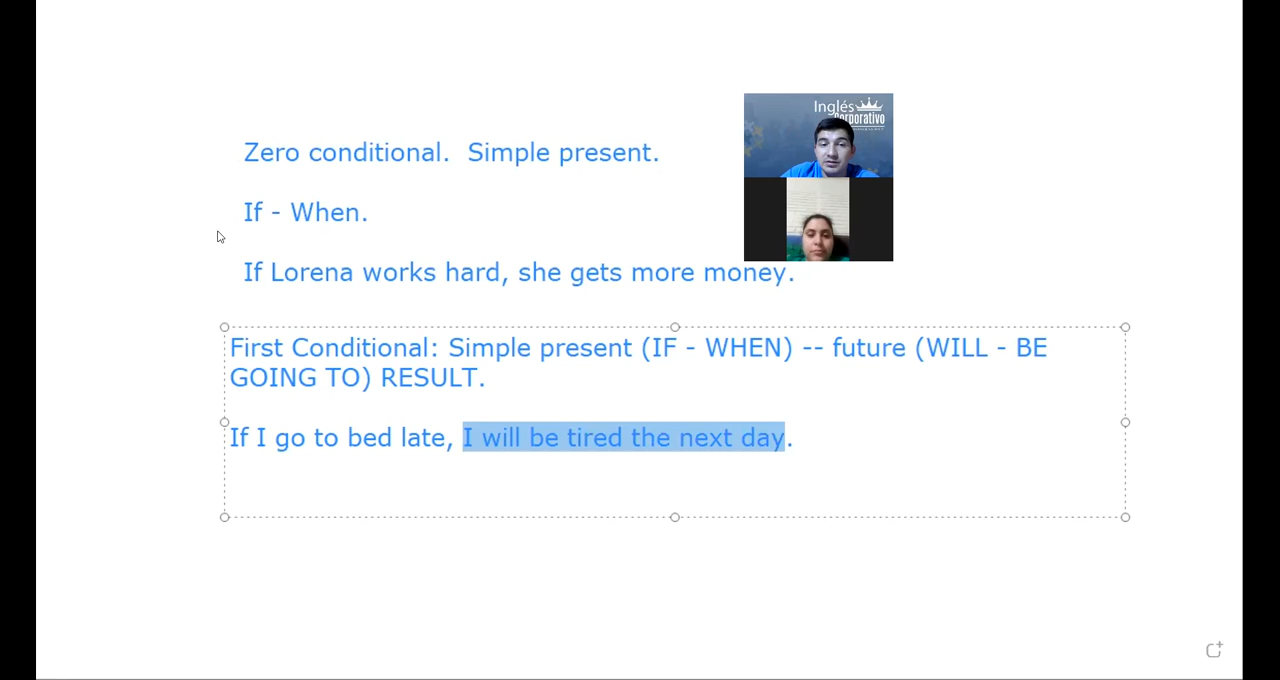 Inglés
Corporativo
Zero conditional.  Simple present.
If - When.
If Lorena works hard, she gets more money.
First Conditional: Simple present (IF - WHEN) -- future (WILL - BE
GOING TO) RESULT.
If I go to bed late, I will be tired the next day.